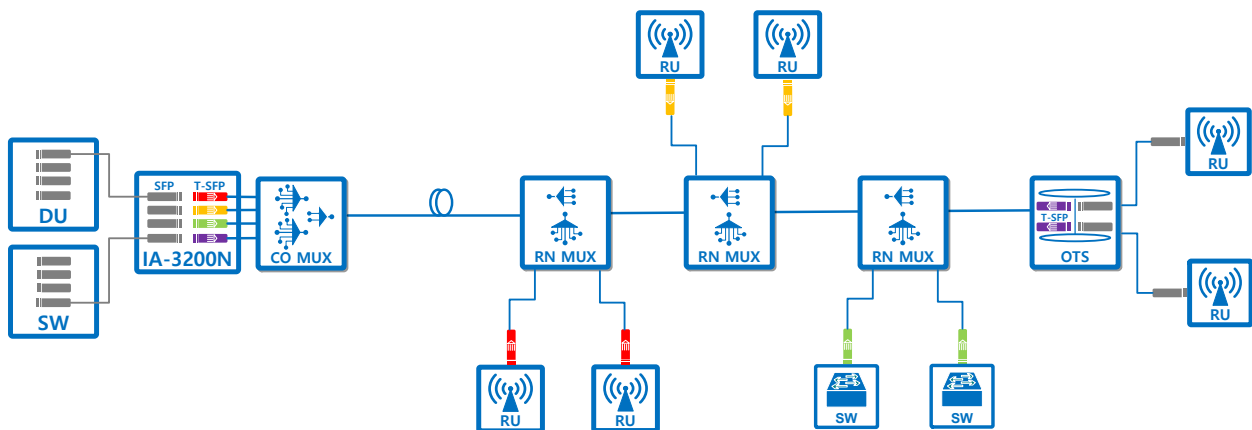 RU
RU
RU
SFP
T-SFP
DU
IA-3200N
CO MUX
RN MUX
RN MUX
RN MUX
T-SFP
OTS
SW
RU
RU
RU
SW
SW